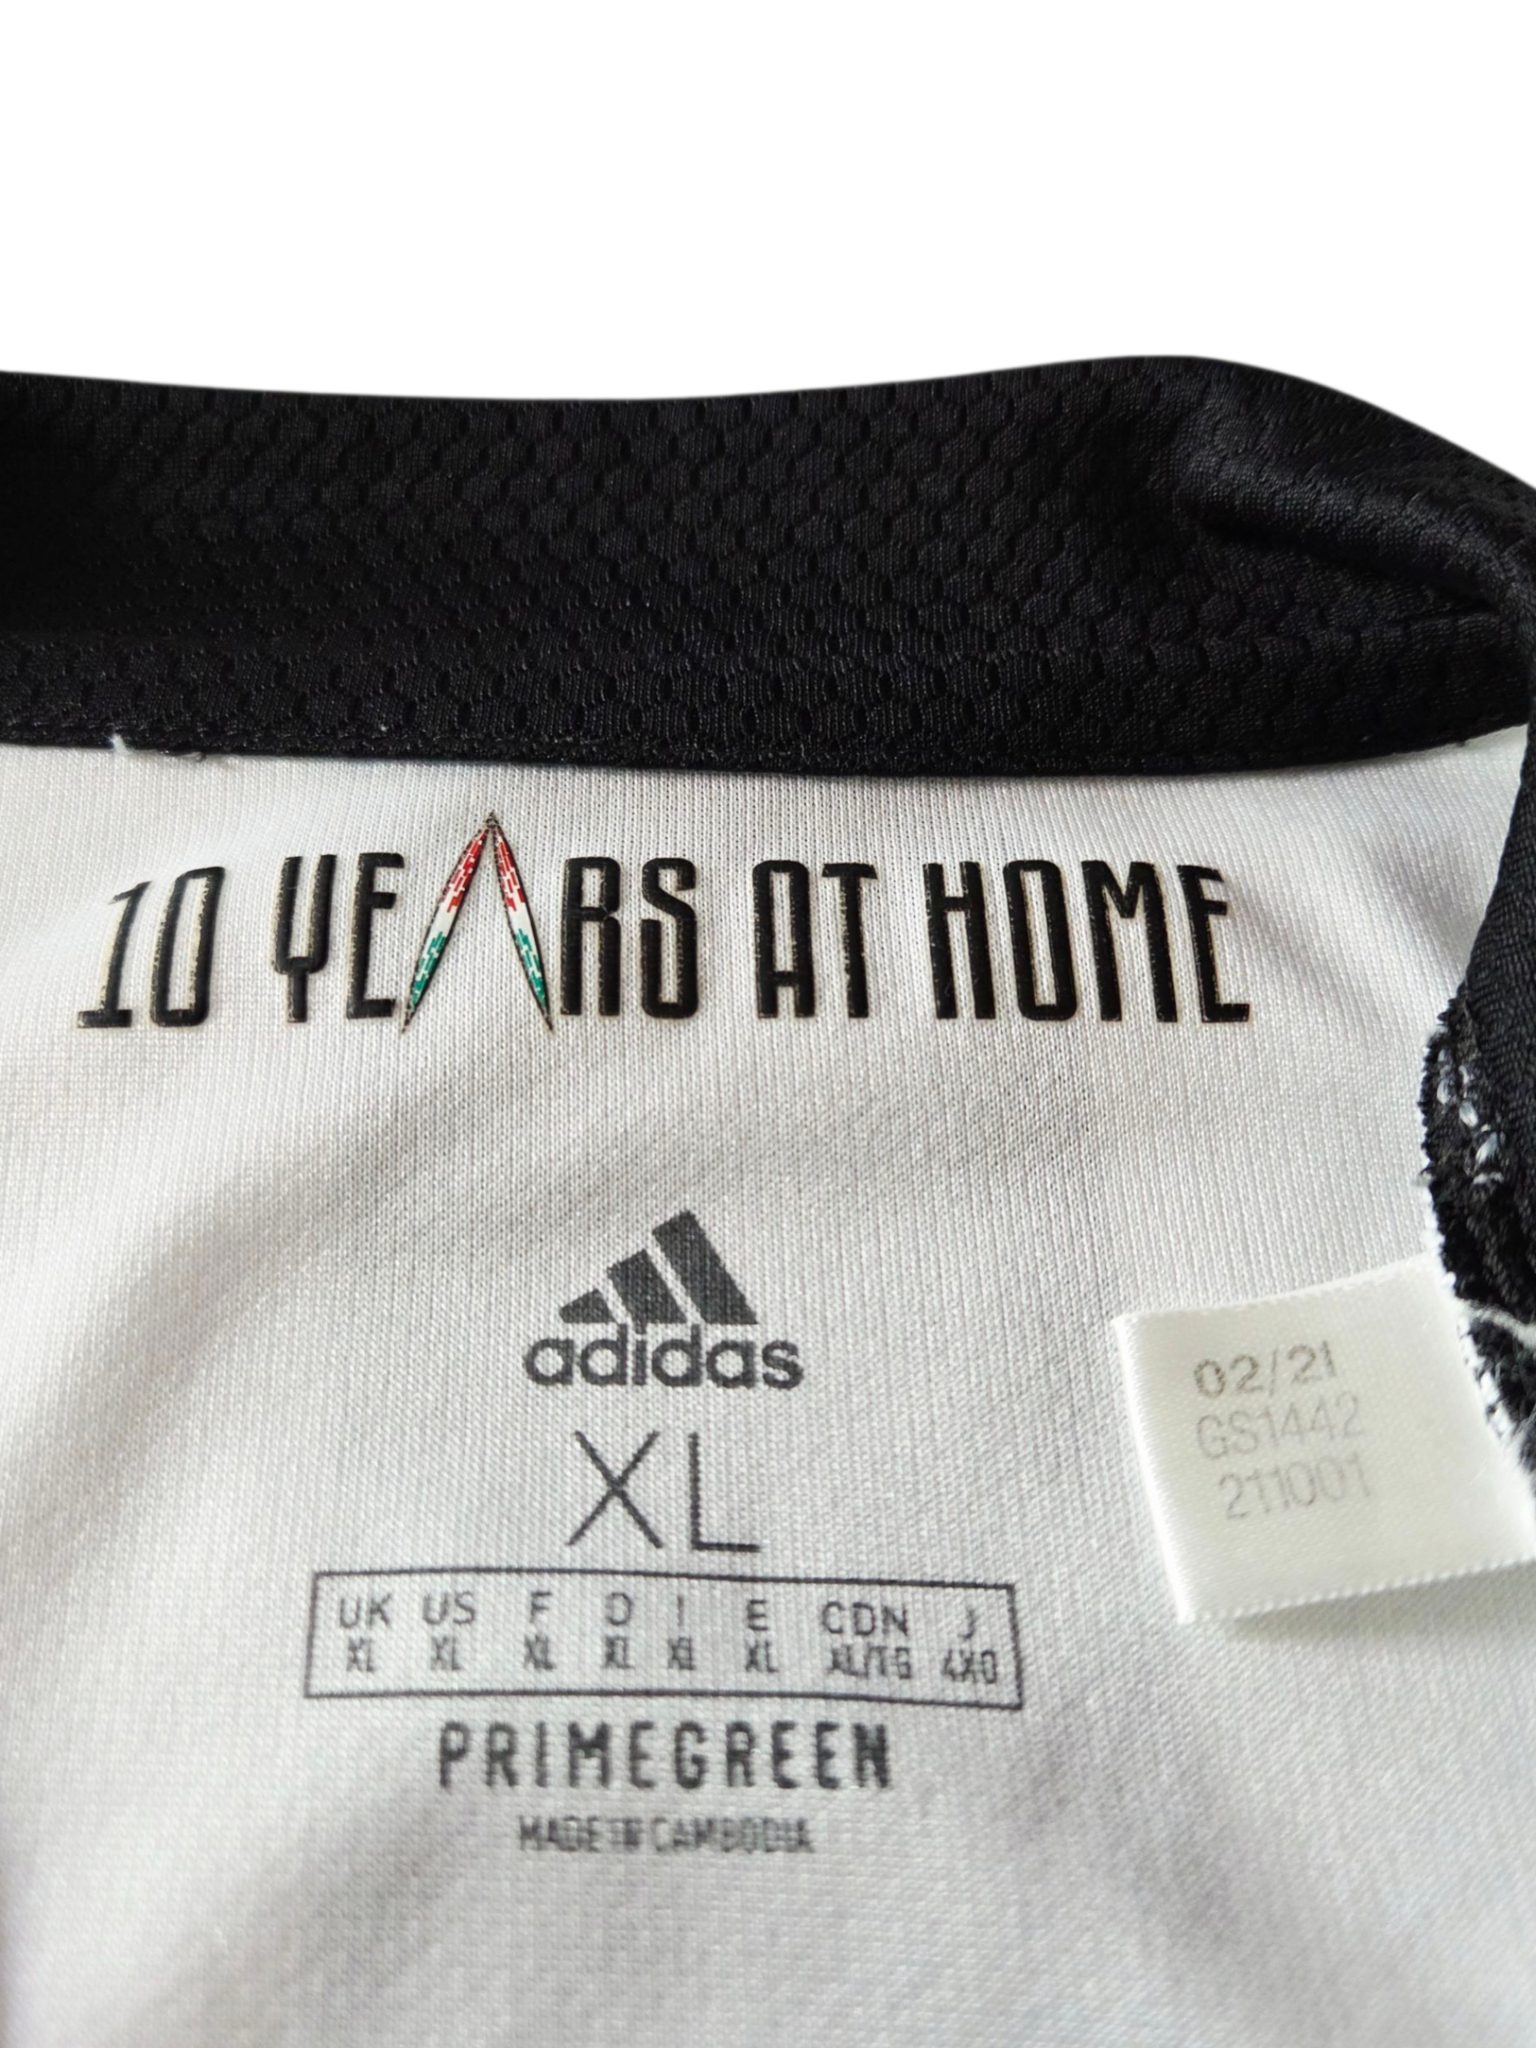 10 YEARS AT HOME
adidas
XL
UK US F D I E CDN J
XL XL XL XL XL XL XL/TG 4XO
PRIMEGREEN
MADE IN CAMBODIA
02/21
GS1442
211001